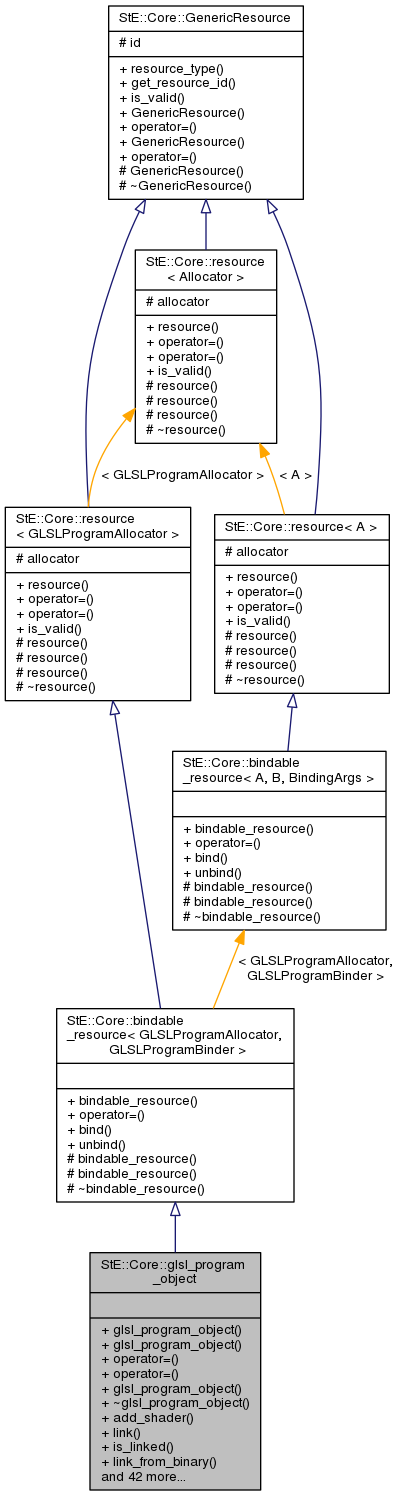 StE::Core::GenericResource
# id
+ resource_type()
+ get_resource_id()
+ is_valid()
+ GenericResource()
+ operator=()
+ GenericResource()
+ operator=()
# GenericResource()
# ~GenericResource()
StE::Core::resource
< Allocator >
# allocator
+ resource()
+ operator=()
+ operator=()
+ is_valid()
# resource()
# resource()
# resource()
# ~resource()
< GLSLProgramAllocator >
< A >
StE::Core::resource
< GLSLProgramAllocator >
# allocator
+ resource()
+ operator=()
+ operator=()
+ is_valid()
# resource()
# resource()
# resource()
# ~resource()
StE::Core::resource< A >
# allocator
+ resource()
+ operator=()
+ operator=()
+ is_valid()
# resource()
# resource()
# resource()
# ~resource()
StE::Core::bindable
_resource< A, B, BindingArgs >
+ bindable_resource()
+ operator=()
+ bind()
+ unbind()
# bindable_resource()
# bindable_resource()
# ~bindable_resource()
< GLSLProgramAllocator,
GLSLProgramBinder >
StE::Core::bindable
_resource< GLSLProgramAllocator,
GLSLProgramBinder >
+ bindable_resource()
+ operator=()
+ bind()
+ unbind()
# bindable_resource()
# bindable_resource()
# ~bindable_resource()
StE::Core::glsl_program
_object
+ glsl_program_object()
+ glsl_program_object()
+ operator=()
+ operator=()
+ glsl_program_object()
+ ~glsl_program_object()
+ add_shader()
+ link()
+ is_linked()
+ link_from_binary()
and 42 more...